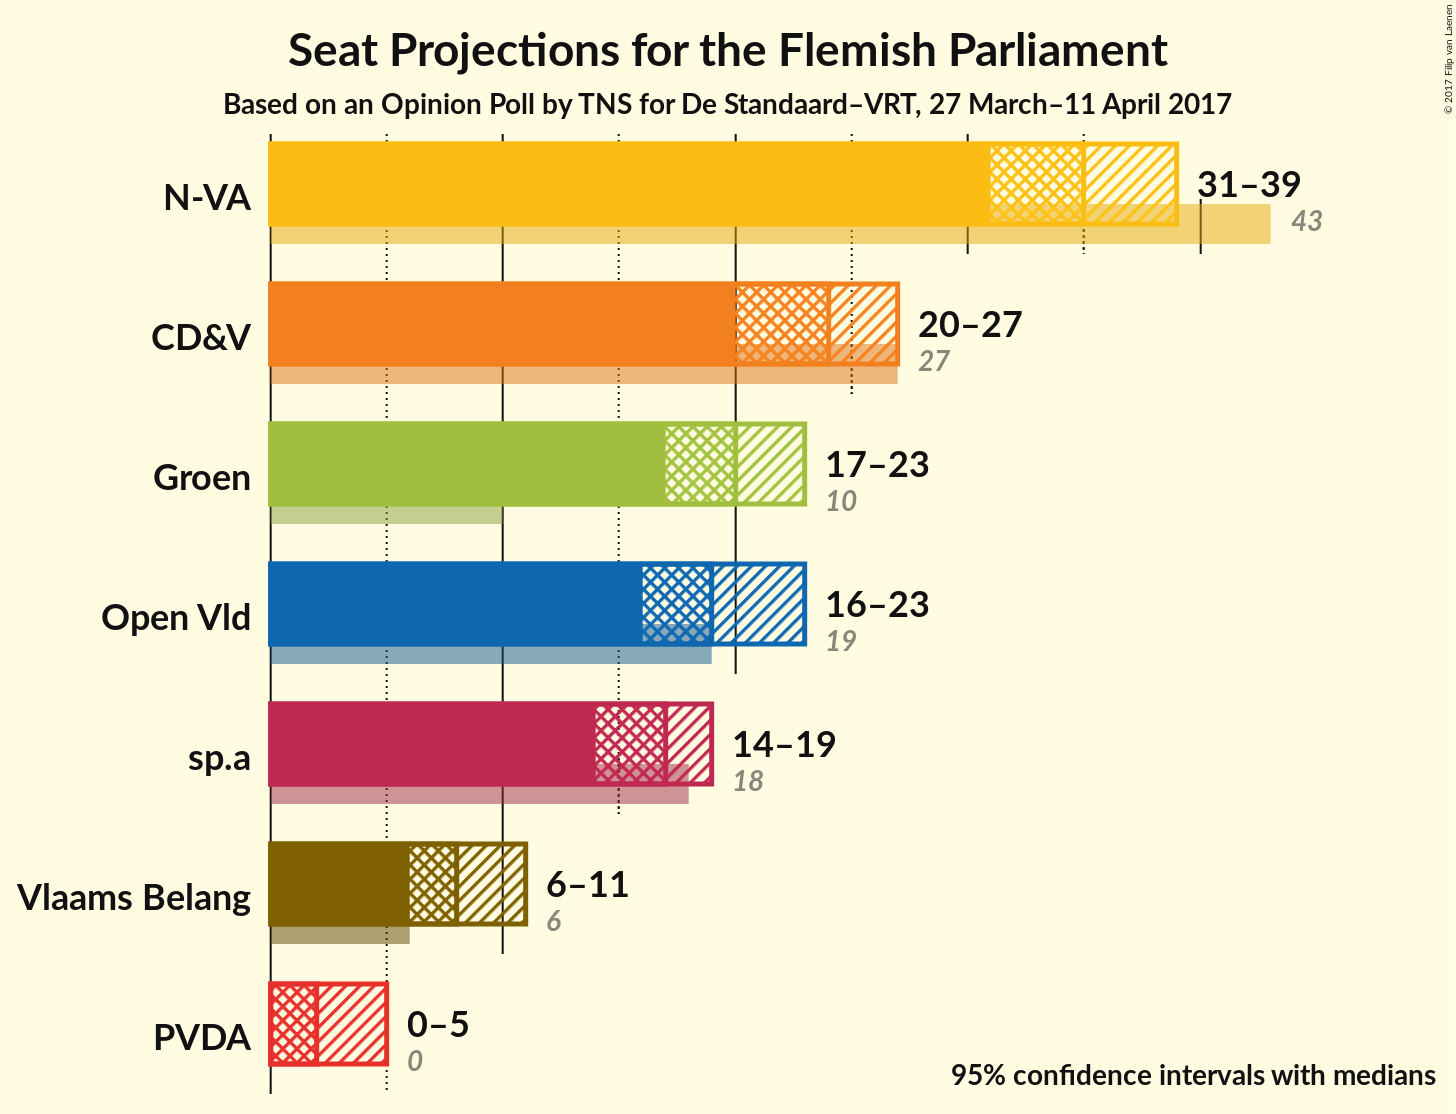 Seat Projections for the Flemish Parliament
Based on an Opinion Poll by TNS for De Standaard–VRT, 27 March–11 April 2017
© 2017 Filip van Laenen
N-VA
31–39
43
CD&V
20–27
27
Groen
17–23
10
Open Vld
16–23
19
sp.a
14–19
18
Vlaams Belang
6–11
6
PVDA
0–5
0
95% confidence intervals with medians